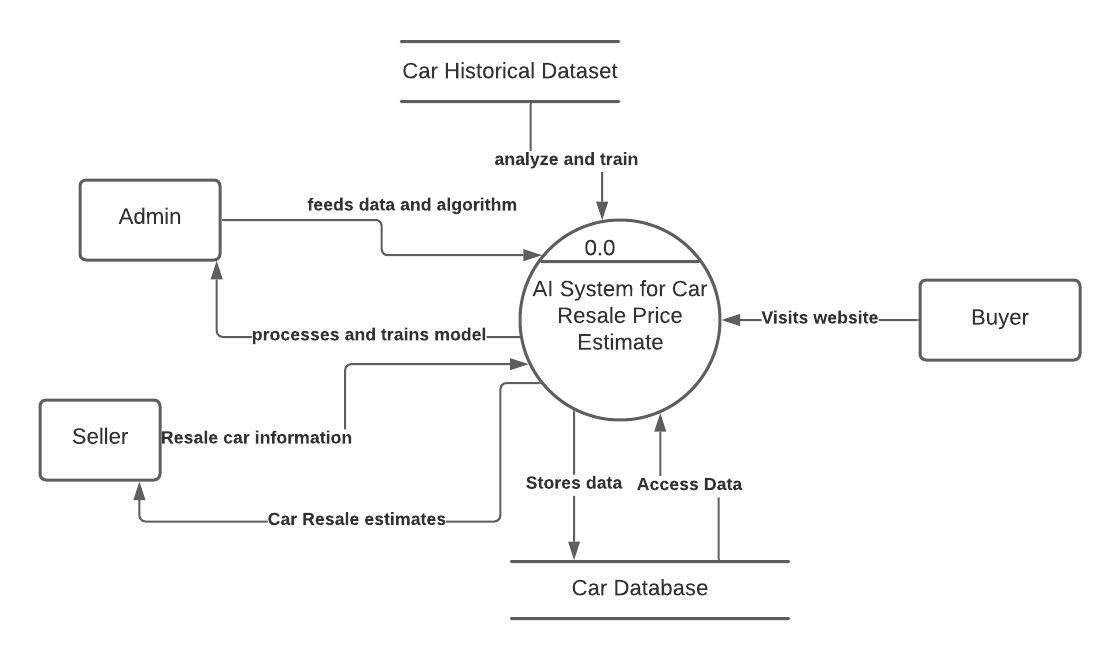 Car Historical Dataset
analyze and train
feeds data and algorithm
Admin
0.0
AI System for Car
Resale Price
Estimate
Visits website
Buyer
processes and trains model
Seller
Resale car information
Stores data
Access Data
Car Resale estimates
Car Database